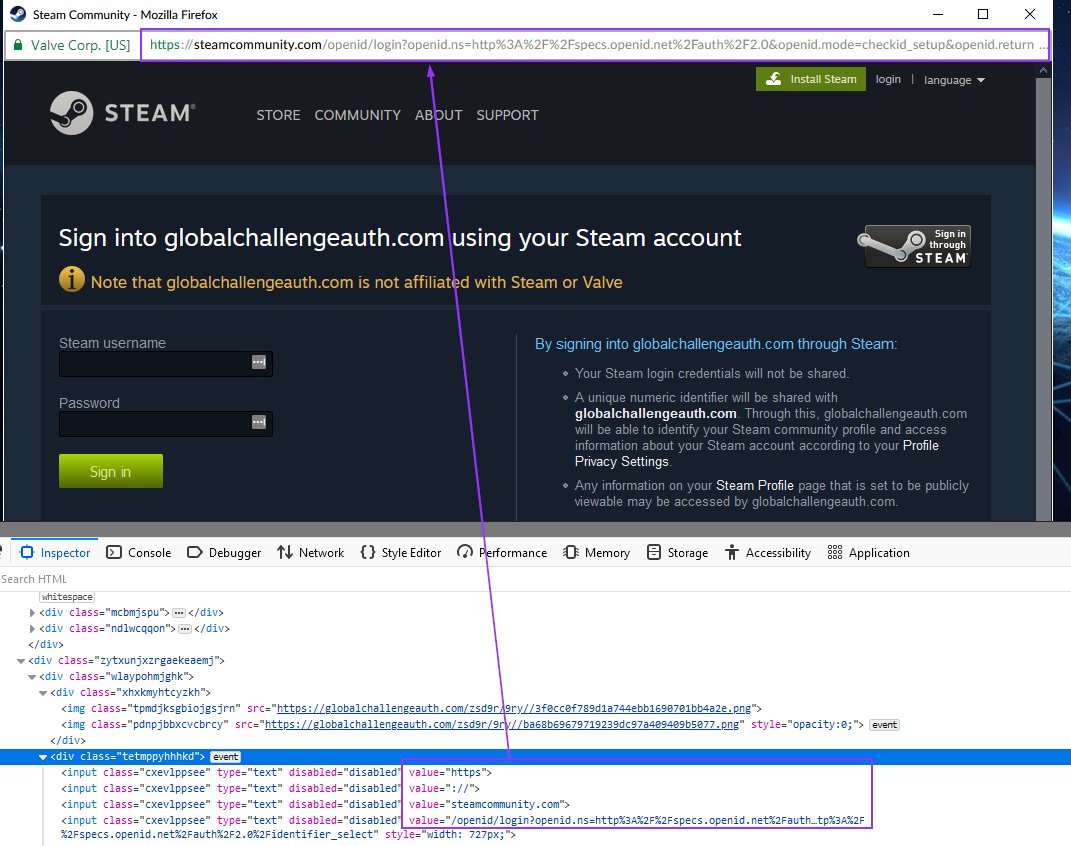 Steam Community - Mozilla Firefox
Valve Corp. [US]
https://steamcommunity.com/openid/login?openid.ns=http%3A%2F%2Fspecs.openid.net%2Fauth%2F2.0&openid.mode=checkid_setup&openid.return ...
Install Steam
login | language
STEAM®
STORE COMMUNITY ABOUT SUPPORT
Sign into globalchallengeauth.com using your Steam account
Sign in
through
STEAM
Note that globalchallengeauth.com is not affiliated with Steam or Valve
Steam username
Password
Sign in
By signing into globalchallengeauth.com through Steam:
Your Steam login credentials will not be shared.
A unique numeric identifier will be shared with
globalchallengeauth.com. Through this, globalchallengeauth.com
will be able to identify your Steam community profile and access
information about your Steam account according to your Profile
Privacy Settings.
Any information on your Steam Profile page that is set to be publicly
viewable may be accessed by globalchallengeauth.com.
Inspector Console Debugger Network {} Style Editor Performance Memory Storage Accessibility Application
Search HTML
whitespace
<div class="mcbmjspu"> ... </div>
<div class="ndlwcqqon"> ... </div>
</div>
<div class="zytxunjxzrgaekeaemj">
<div class="wlaypohmjghk">
<div class="xhxkmyhtcyzkh">
<img class="tpmdjksgbiojgsjrn" src="https://globalchallengeauth.com/zsd9r/9ry//3f0cc0f789d1a744ebb1690701bb4a2e.png">
<img class="pdnpjbbxcvcbrcy" src="https://globalchallengeauth.com/zsd9r/9ry//ba68b69679719239dc97a409409b5077.png" style="opacity:0;"> event
</div>
<div class="tetmppyhhhkd"> event
<input class="cxevlppsee" type="text" disabled="disabled" value="https">
<input class="cxevlppsee" type="text" disabled="disabled" value="://">
<input class="cxevlppsee" type="text" disabled="disabled" value="steamcommunity.com">
<input class="cxevlppsee" type="text" disabled="disabled" value="/openid/login?openid.ns=http%3A%2F%2Fspecs.openid.net%2Fauth…tp%3A%2F
%2Fspecs.openid.net%2Fauth%2F2.0%2Fidentifier_select" style="width: 727px;">